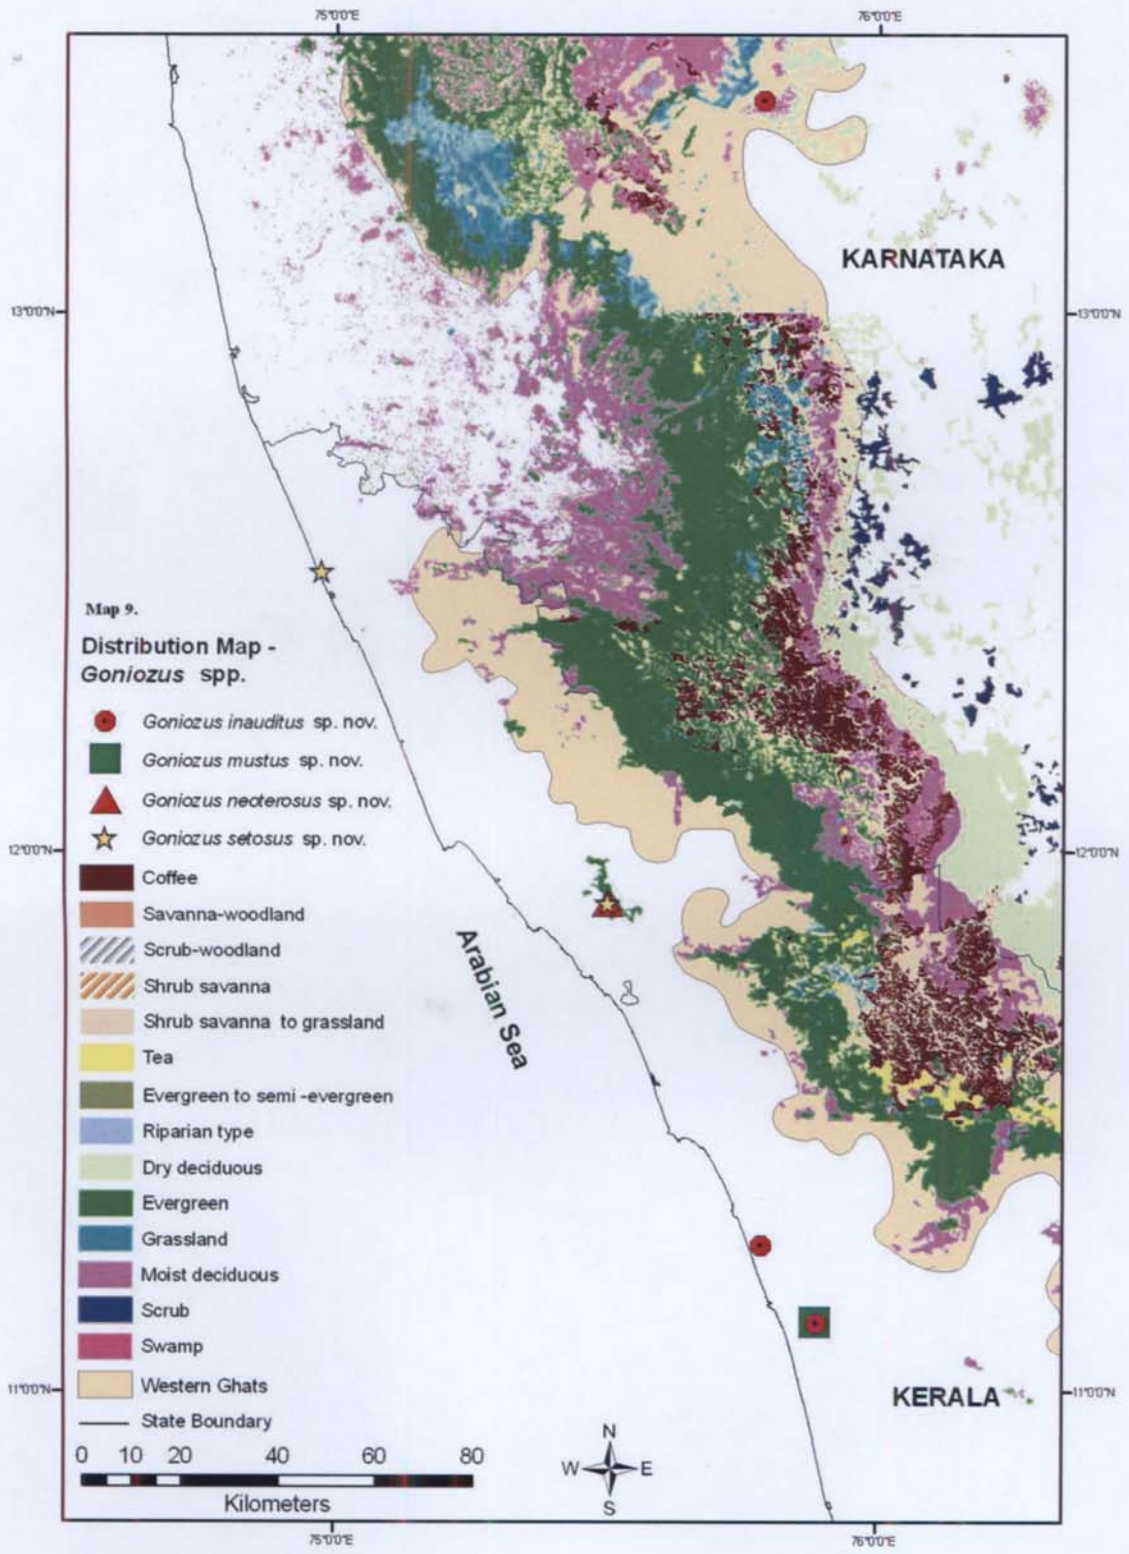 75°0'0"E
76°0'0"E
KARNATAKA
13°0'0"N
13°0'0"N
Map 9.
Distribution Map -
Goniozus spp.
Goniozus inauditus sp. nov.
Goniozus mustus sp. nov.
Goniozus neoterosus sp. nov.
Goniozus setosus sp. nov.
12°0'0"N
12°0'0"N
Coffee
Savanna-woodland
Scrub-woodland
Shrub savanna
Shrub savanna to grassland
Tea
Evergreen to semi -evergreen
Riparian type
Dry deciduous
Evergreen
Grassland
Moist deciduous
Scrub
Swamp
Western Ghats
State Boundary
Arabian Sea
11°0'0"N
KERALA
11°0'0"N
0 10 20 40 60 80
Kilometers
N
W E
S
75°0'0"E
76°0'0"E